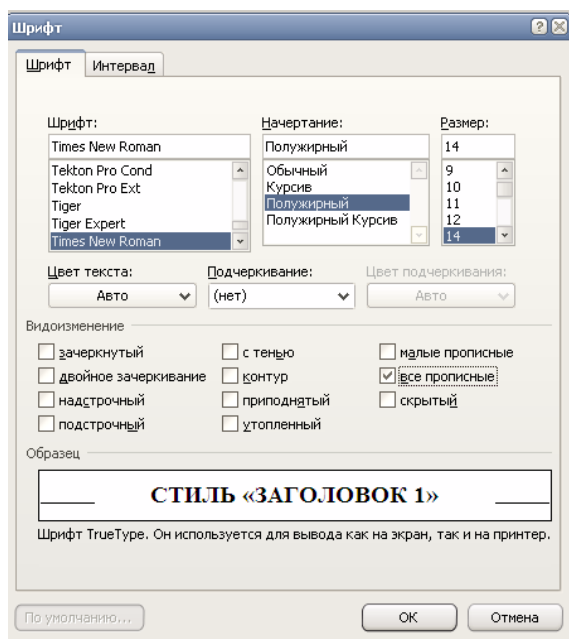 Шрифт
Шрифт Интервал
Шрифт: Начертание: Размер:
Times New Roman Полужирный 14
Tekton Pro Cond Обычный 9
Tekton Pro Ext Курсив 10
Tiger Полужирный 11
Tiger Expert Полужирный Курсив 12
Times New Roman 14
Цвет текста: Подчеркивание: Цвет подчеркивания:
Авто (нет) Авто
Видоизменение
зачеркнутый с тенью малые прописные
двойное зачеркивание контур все прописные
надстрочный приподнятый скрытый
подстрочный утопленный
Образец
СТИЛЬ «ЗАГОЛОВОК 1»
Шрифт TrueType. Он используется для вывода как на экран, так и на принтер.
По умолчанию... ОК Отмена